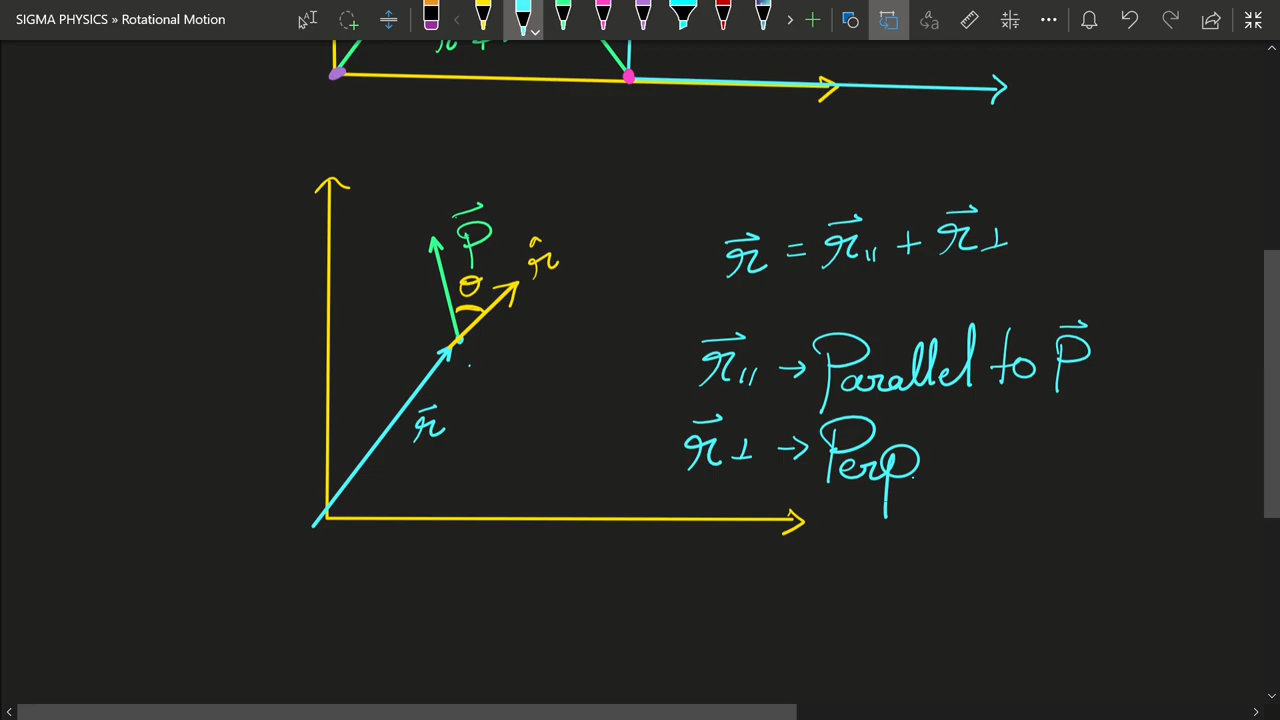 SIGMA PHYSICS » Rotational Motion
P⃗
θ
r̂
r⃗
r⃗ = r⃗∥ + r⃗⊥
r⃗∥ → Parallel to P⃗
r⃗⊥ → Perp